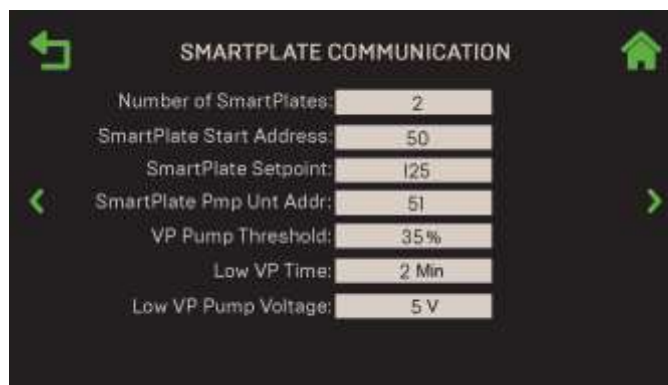 SMARTPLATE COMMUNICATION
Number of SmartPlates: 2
SmartPlate Start Address: 50
SmartPlate Setpoint: 125
SmartPlate Pmp Unt Addr: 51
VP Pump Threshold: 35%
Low VP Time: 2 Min
Low VP Pump Voltage: 5 V